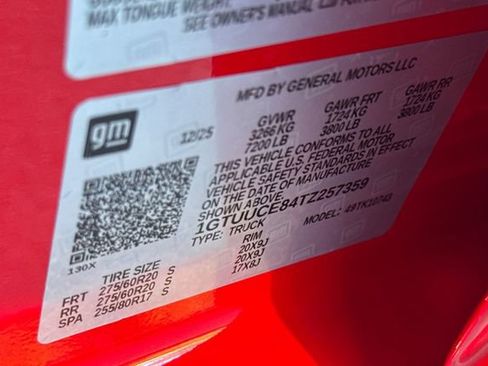 MAX TONGUE WEIGHT
SEE OWNER'S MANUAL
MFD BY GENERAL MOTORS LLC
gm
12/25
GVWR GAWR FRT GAWR RR
3266 KG 1724 KG 1724 KG
7200 LB 3800 LB 3800 LB
THIS VEHICLE CONFORMS TO ALL
APPLICABLE U.S. FEDERAL MOTOR
VEHICLE SAFETY STANDARDS IN EFFECT
ON THE DATE OF MANUFACTURE
SHOWN ABOVE.
1GTUUCE84TZ257359
TYPE: TRUCK MODEL: 49TK10743
130X
TIRE SIZE RIM
FRT 275/60R20 S 20X9J
RR 275/60R20 S 20X9J
SPA 255/80R17 S 17X8J